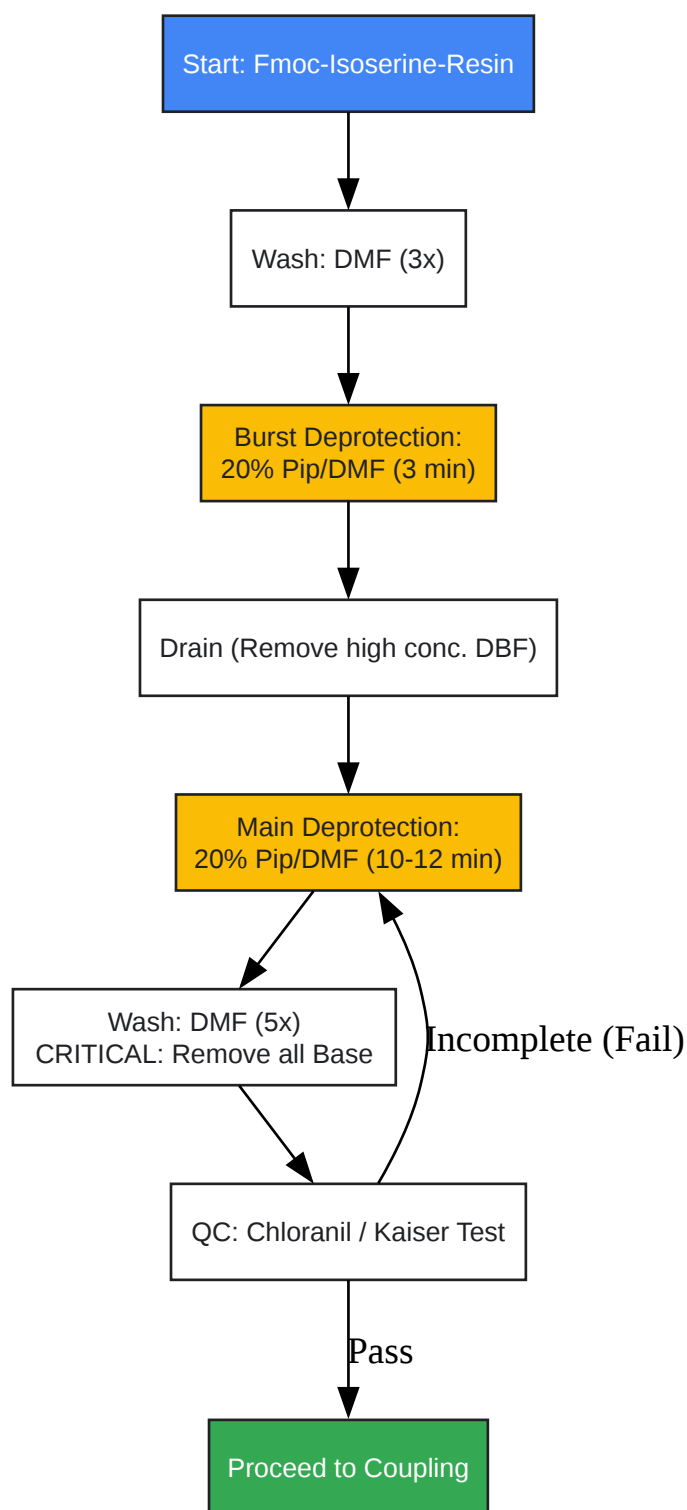 Start: Fmoc-Isoserine-Resin
Wash: DMF (3x)
Burst Deprotection:
20% Pip/DMF (3 min)
Drain (Remove high conc. DBF)
Main Deprotection:
20% Pip/DMF (10-12 min)
Wash: DMF (5x)
CRITICAL: Remove all Base
Incomplete (Fail)
QC: Chloranil / Kaiser Test
Pass
Proceed to Coupling